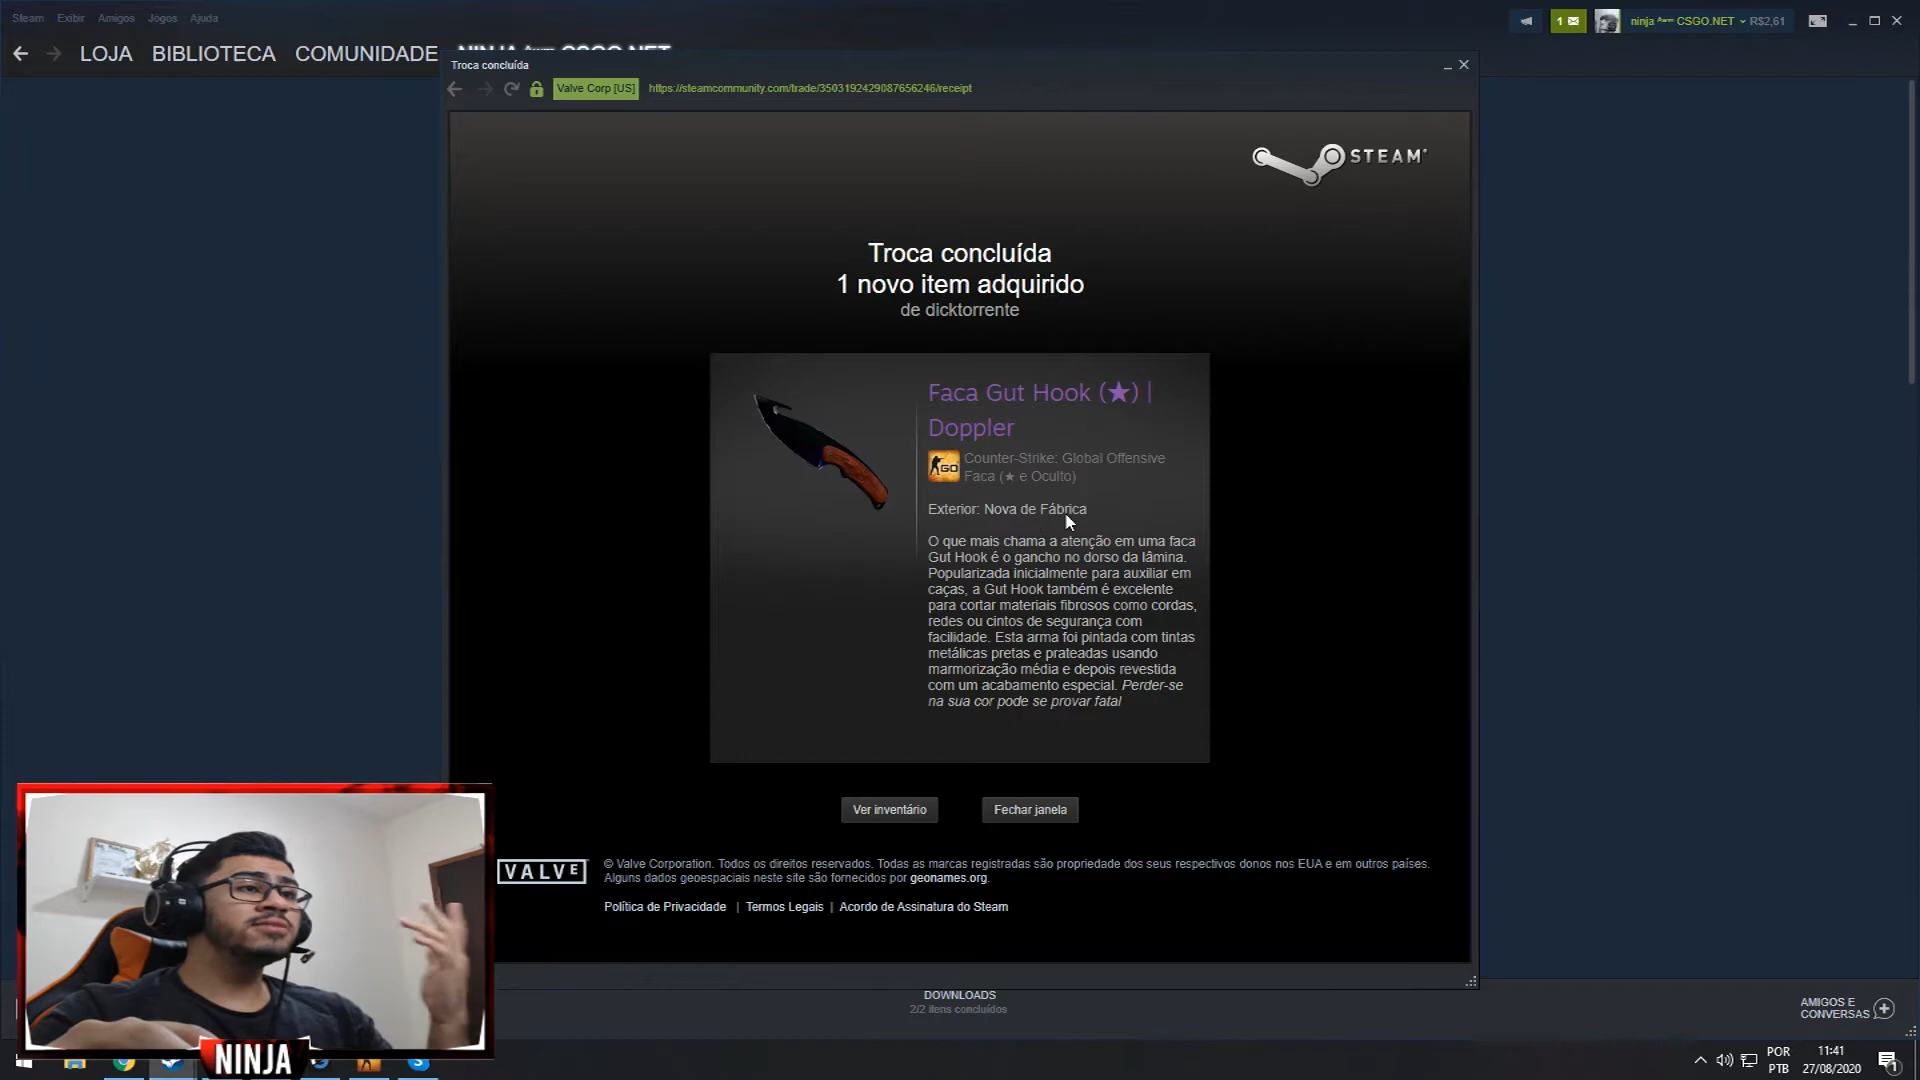 Steam Exibir Amigos Jogos Ajuda
1
ninja ᴬʷᵖᵐ CSGO.NET R$2,61
LOJA BIBLIOTECA COMUNIDADE NINJA CSGO.NET
Troca concluída
Valve Corp [US] https://steamcommunity.com/trade/3503192429087656246/receipt
STEAM
Troca concluída
1 novo item adquirido
de dicktorrente
Faca Gut Hook (★) |
Doppler
GO
Counter-Strike: Global Offensive
Faca (★ e Oculto)
Exterior: Nova de Fábrica
O que mais chama a atenção em uma faca
Gut Hook é o gancho no dorso da lâmina.
Popularizada inicialmente para auxiliar em
caças, a Gut Hook também é excelente
para cortar materiais fibrosos como cordas,
redes ou cintos de segurança com
facilidade. Esta arma foi pintada com tintas
metálicas pretas e prateadas usando
marmorização média e depois revestida
com um acabamento especial. Perder-se
na sua cor pode se provar fatal
Ver inventário Fechar janela
VALVE
© Valve Corporation. Todos os direitos reservados. Todas as marcas registradas são propriedade dos seus respectivos donos nos EUA e em outros países.
Alguns dados geoespaciais neste site são fornecidos por geonames.org.
Política de Privacidade | Termos Legais | Acordo de Assinatura do Steam
DOWNLOADS
2/2 itens concluídos
AMIGOS E
CONVERSAS
NINJA
POR
PTB
11:41
27/08/2020
1